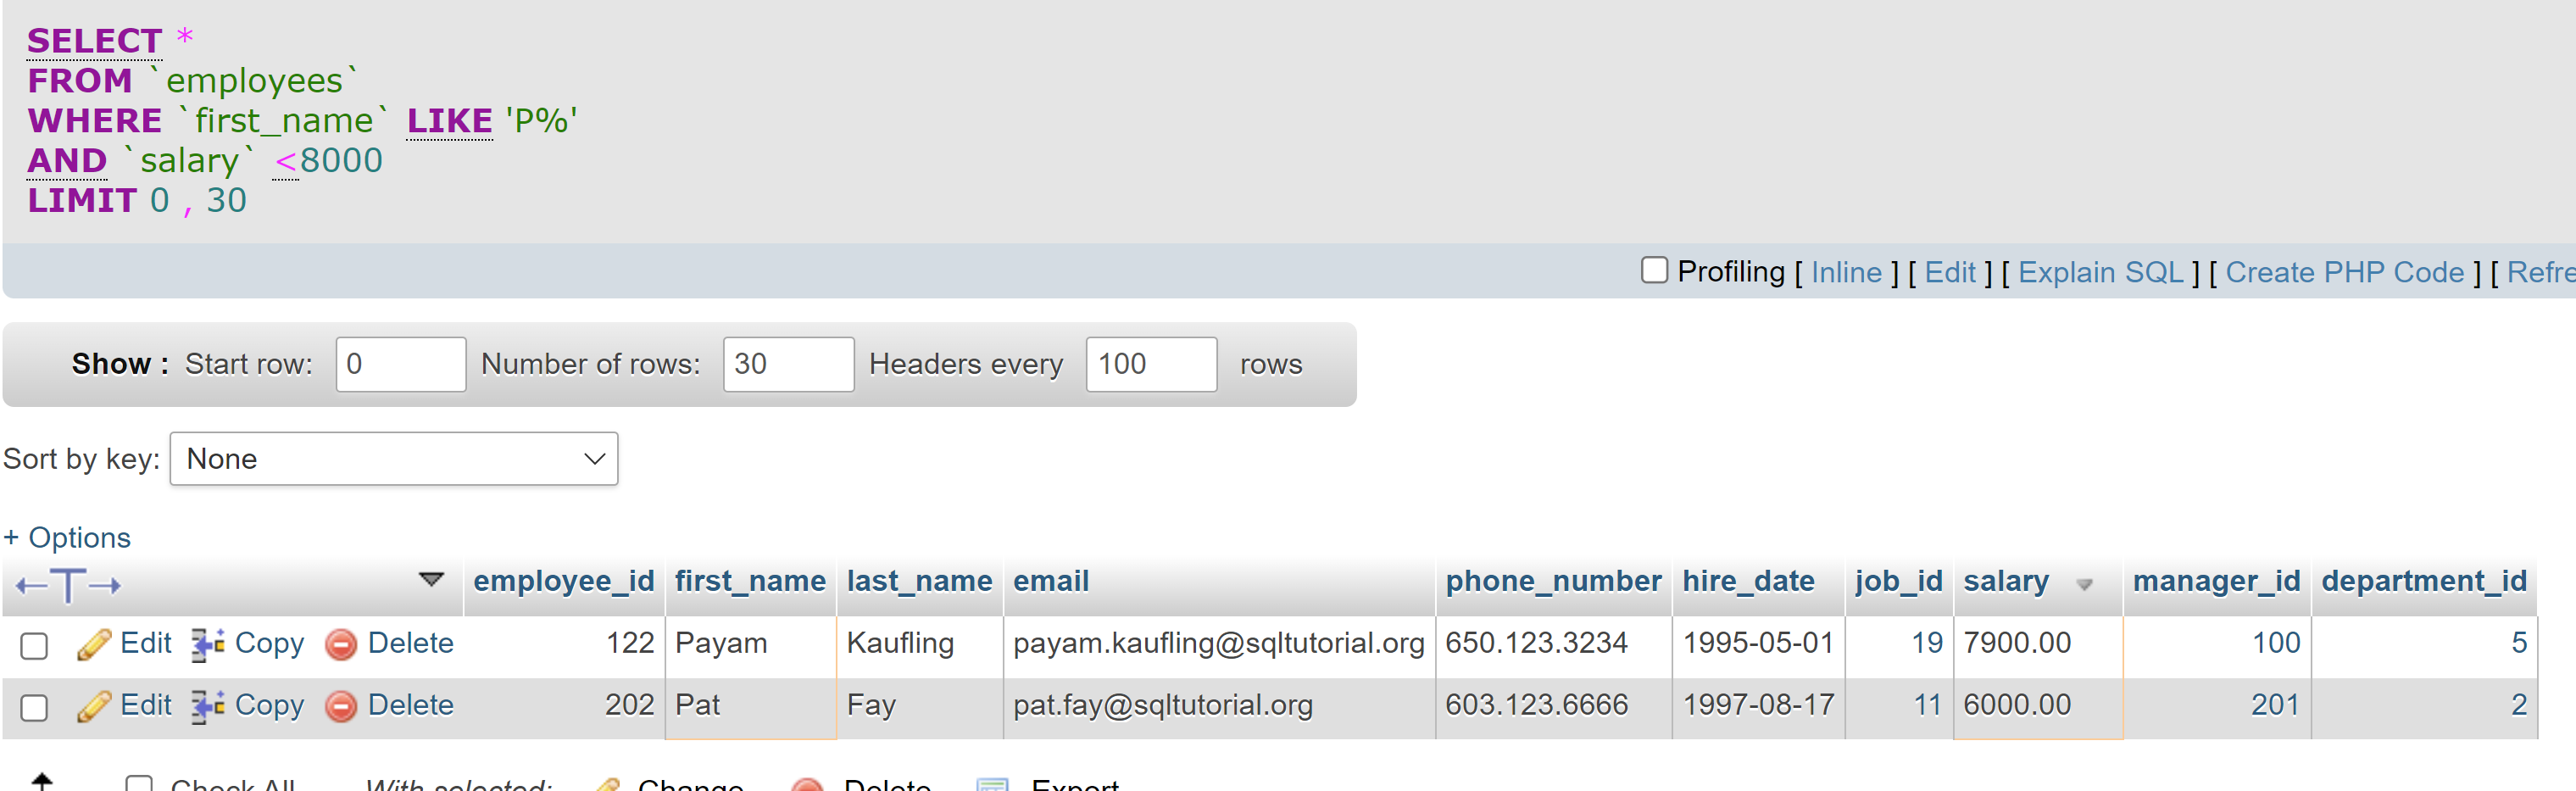 SELECT *
FROM `employees`
WHERE `first_name` LIKE 'P%'
AND `salary` <8000
LIMIT 0 , 30
Profiling [ Inline ] [ Edit ] [ Explain SQL ] [ Create PHP Code ] [ Refre
Show : Start row: 0 Number of rows: 30 Headers every 100 rows
Sort by key: None
+ Options
←T→ employee_id first_name last_name email phone_number hire_date job_id salary manager_id department_id
Edit Copy Delete 122 Payam Kaufling payam.kaufling@sqltutorial.org 650.123.3234 1995-05-01 19 7900.00 100 5
Edit Copy Delete 202 Pat Fay pat.fay@sqltutorial.org 603.123.6666 1997-08-17 11 6000.00 201 2
Check All With selected: Change Delete Export